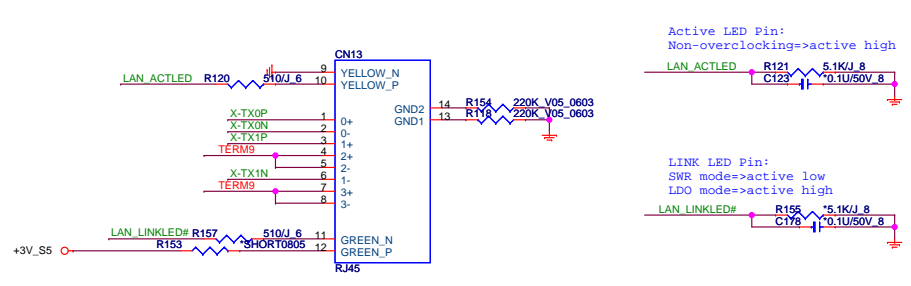 CN13
9
YELLOW_N
LAN_ACTLED R120 510/J_6 10 YELLOW_P
14 R154 220K_V05_0603
GND2
13 R118 220K_V05_0603
GND1
X-TX0P 1 0+
X-TX0N 2 0-
X-TX1P 3 1+
TERM9 4 2+
5 2-
X-TX1N 6 1-
TERM9 7 3+
8 3-
LAN_LINKLED# R157 510/J_6 11 GREEN_N
+3V_S5 R153 *SHORT0805 12 GREEN_P
RJ45
Active LED Pin:
Non-overclocking=>active high
LAN_ACTLED R121 5.1K/J_8
C123 *0.1U/50V_8
LINK LED Pin:
SWR mode=>active low
LDO mode=>active high
LAN_LINKLED# R155 *5.1K/J_8
C178 *0.1U/50V_8